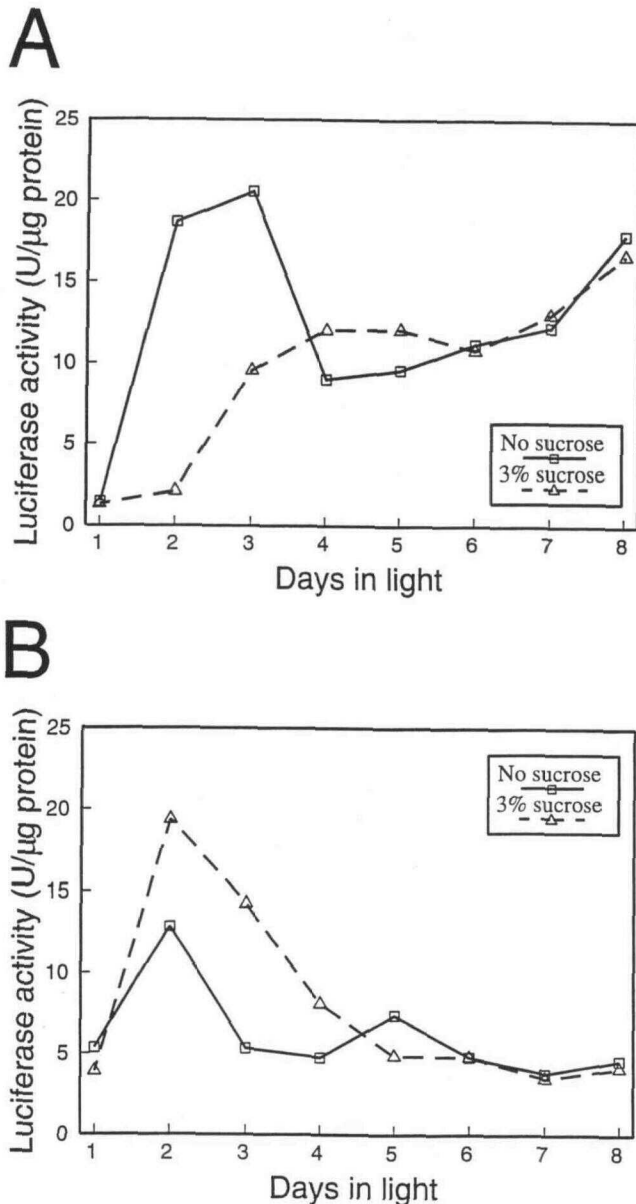 A
Luciferase activity (U/µg protein)
25
20
15
10
5
0
No sucrose
3% sucrose
1 2 3 4 5 6 7 8
Days in light
B
Luciferase activity (U/µg protein)
25
20
15
10
5
0
No sucrose
3% sucrose
1 2 3 4 5 6 7 8
Days in light